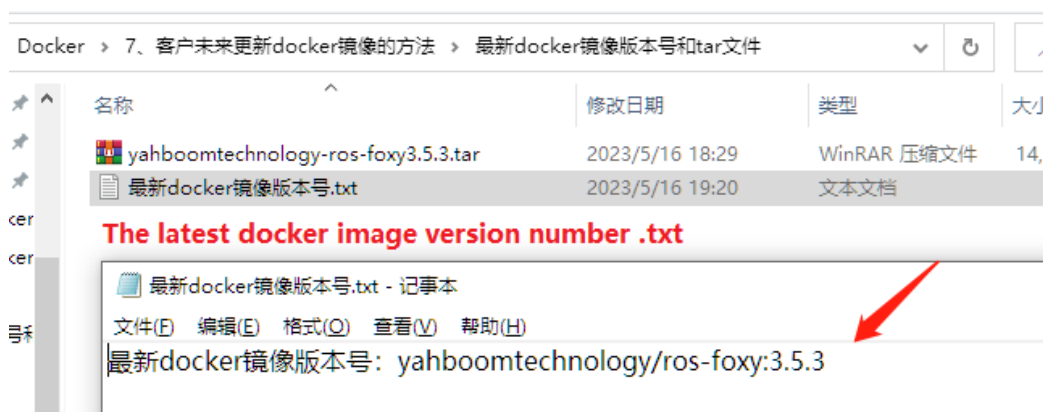 Docker › 7、客户未来更新docker镜像的方法 › 最新docker镜像版本号和tar文件
名称 修改日期 类型
yahboomtechnology-ros-foxy3.5.3.tar 2023/5/16 18:29 WinRAR 压缩文件 14,
最新docker镜像版本号.txt 2023/5/16 19:20 文本文档
The latest docker image version number .txt
最新docker镜像版本号.txt - 记事本
文件(F) 编辑(E) 格式(O) 查看(V) 帮助(H)
最新docker镜像版本号：yahboomtechnology/ros-foxy:3.5.3